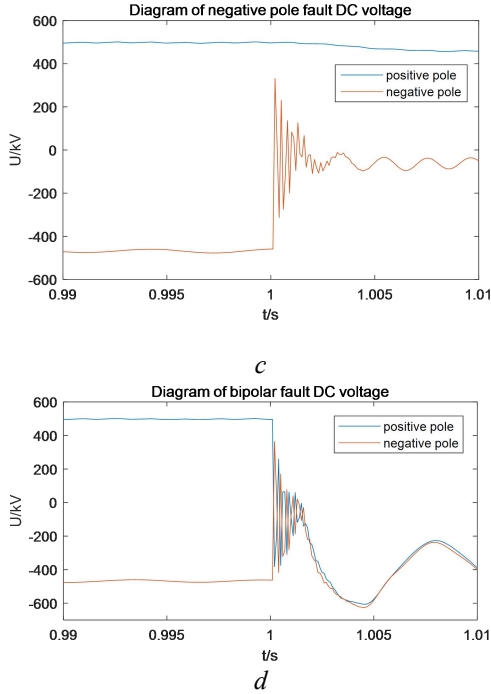 Diagram of negative pole fault DC voltage
600
400
200
0
-200
-400
-600
U/kV
positive pole
negative pole
0.99 0.995 1 1.005 1.01
t/s
c
Diagram of bipolar fault DC voltage
600
400
200
0
-200
-400
-600
U/kV
positive pole
negative pole
0.99 0.995 1 1.005 1.01
t/s
d